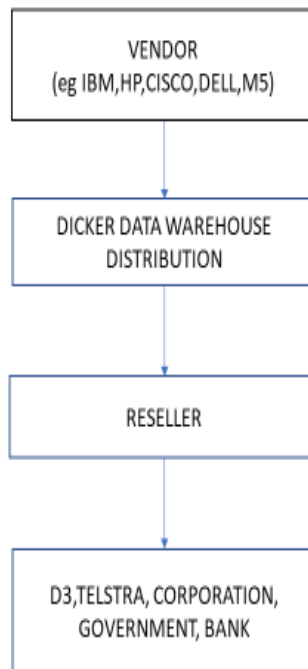 VENDOR
(eg IBM,HP,CISCO,DELL,M5)
DICKER DATA WAREHOUSE
DISTRIBUTION
RESELLER
D3,TELSTRA, CORPORATION,
GOVERNMENT, BANK